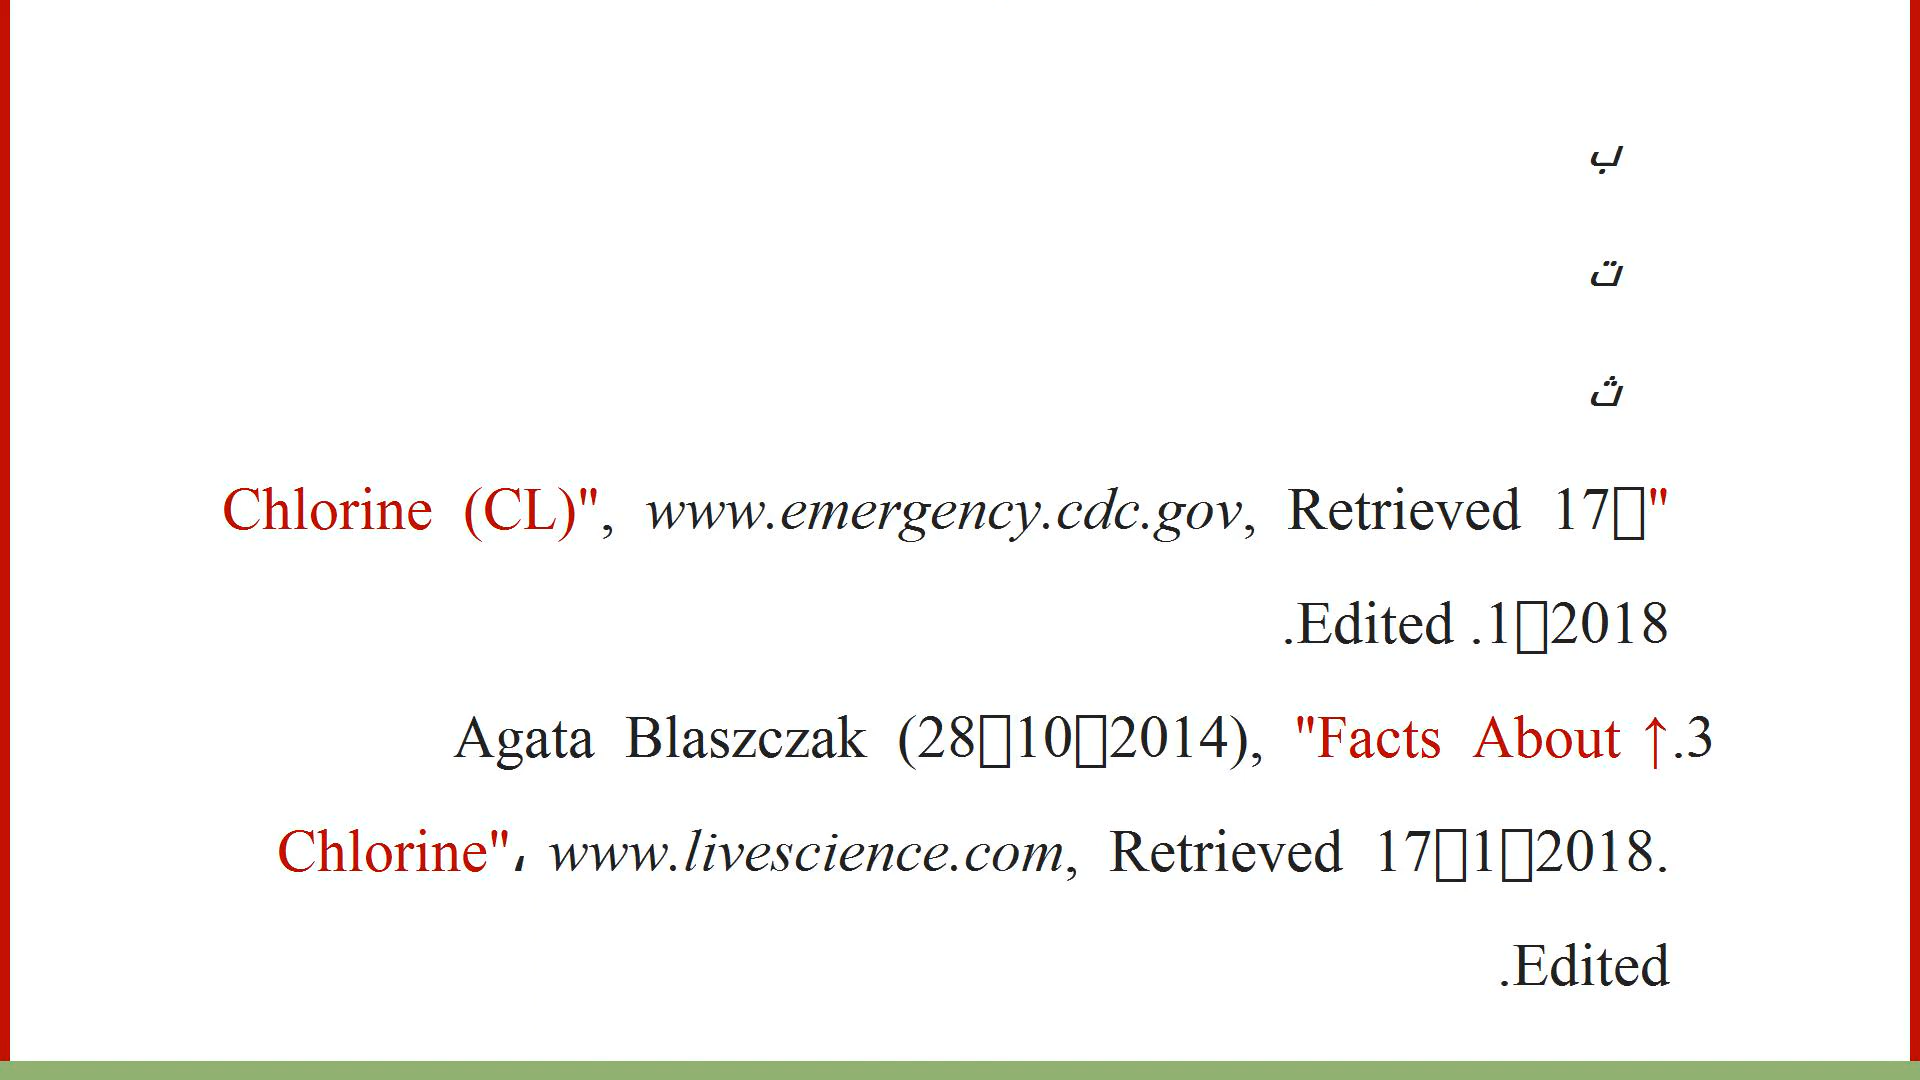 ب
ت
ث
"Chlorine (CL)", www.emergency.cdc.gov, Retrieved 17▯
1▯2018. Edited.
3.↑ Agata Blaszczak (28▯10▯2014), "Facts About
Chlorine"، www.livescience.com, Retrieved 17▯1▯2018.
Edited.